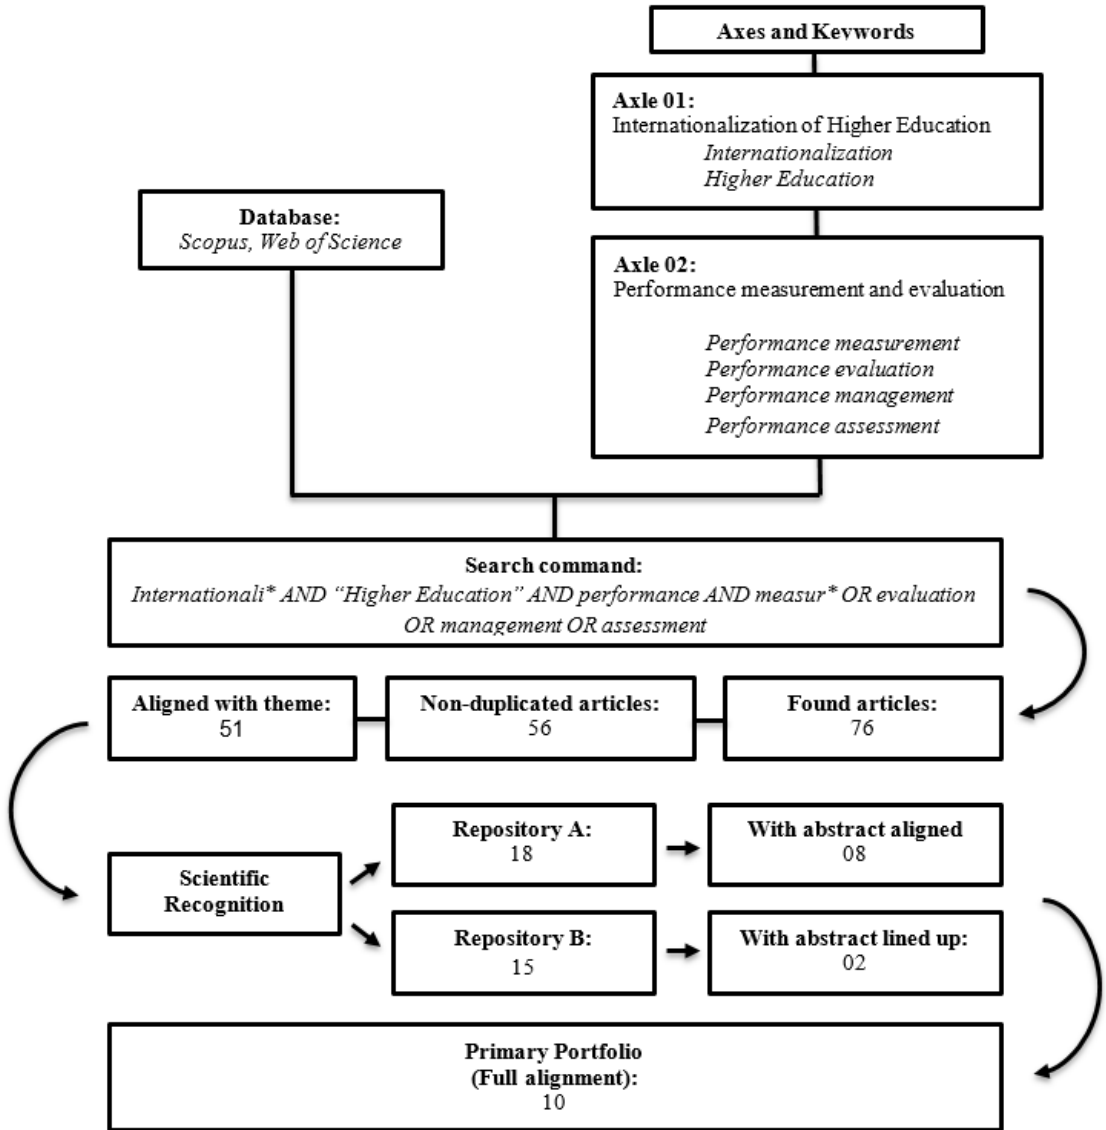 Axes and Keywords
Axle 01:
Internationalization of Higher Education
Internationalization
Higher Education
Database:
Scopus, Web of Science
Axle 02:
Performance measurement and evaluation
Performance measurement
Performance evaluation
Performance management
Performance assessment
Search command:
Internationali* AND “Higher Education” AND performance AND measur* OR evaluation
OR management OR assessment
Aligned with theme:
51
Non-duplicated articles:
56
Found articles:
76
Scientific
Recognition
Repository A:
18
With abstract aligned
08
Repository B:
15
With abstract lined up:
02
Primary Portfolio
(Full alignment):
10